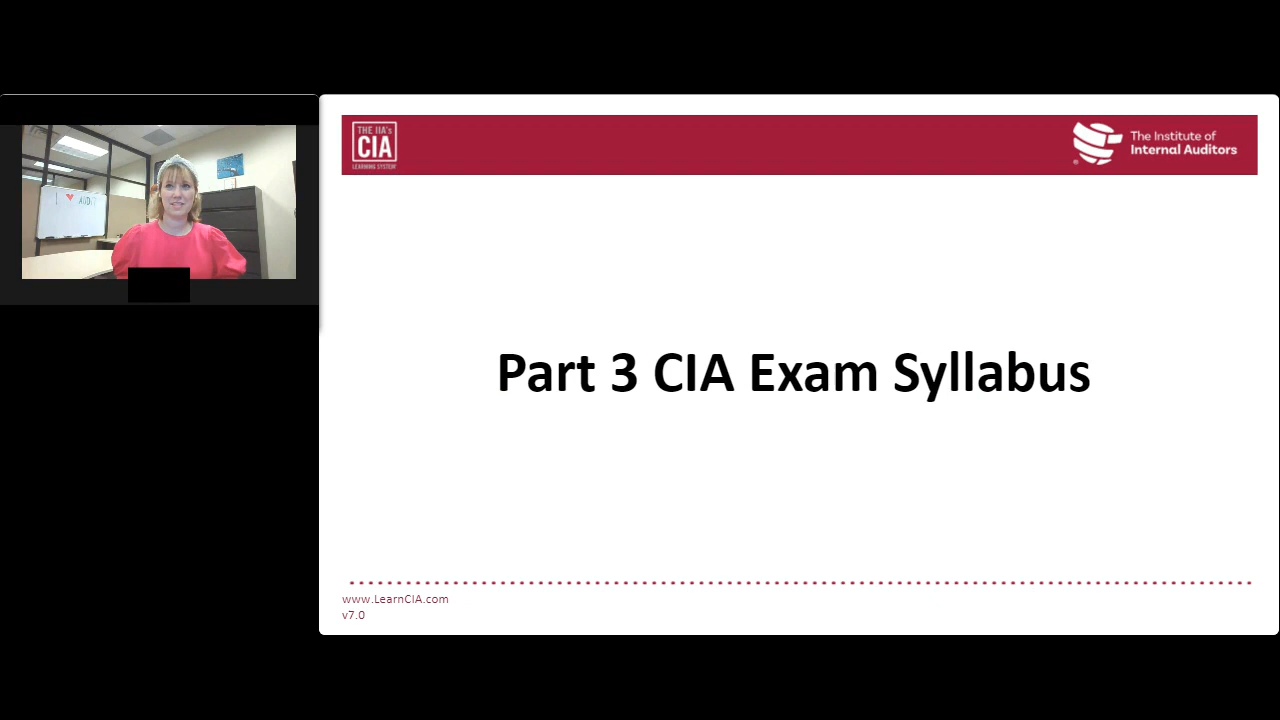 I ♥ AUDIT
THE IIA's
CIA
LEARNING SYSTEM
The Institute of
Internal Auditors
Part 3 CIA Exam Syllabus
www.LearnCIA.com
v7.0